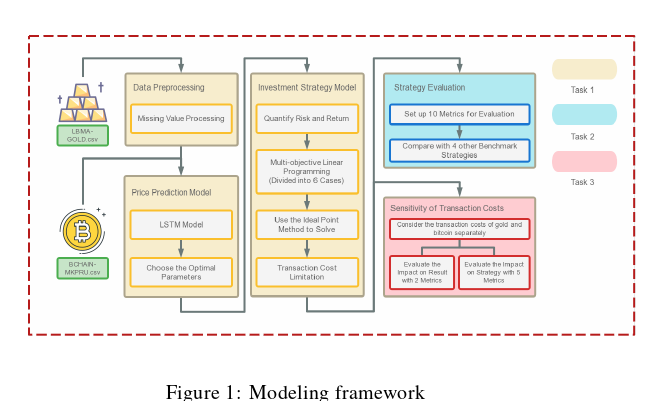 LBMA-
GOLD.csv
BCHAIN-
MKPRU.csv
Data Preprocessing
Missing Value Processing
Price Prediction Model
LSTM Model
Choose the Optimal
Parameters
Investment Strategy Model
Quantify Risk and Return
Multi-objective Linear
Programming
(Divided into 6 Cases)
Use the Ideal Point
Method to Solve
Transaction Cost
Limitation
Strategy Evaluation
Set up 10 Metrics for Evaluation
Compare with 4 other Benchmark
Strategies
Sensitivity of Transaction Costs
Consider the transaction costs of gold and
bitcoin separately
Evaluate the
Impact on Result
with 2 Metrics
Evaluate the Impact
on Strategy with 5
Metrics
Task 1
Task 2
Task 3
Figure 1: Modeling framework